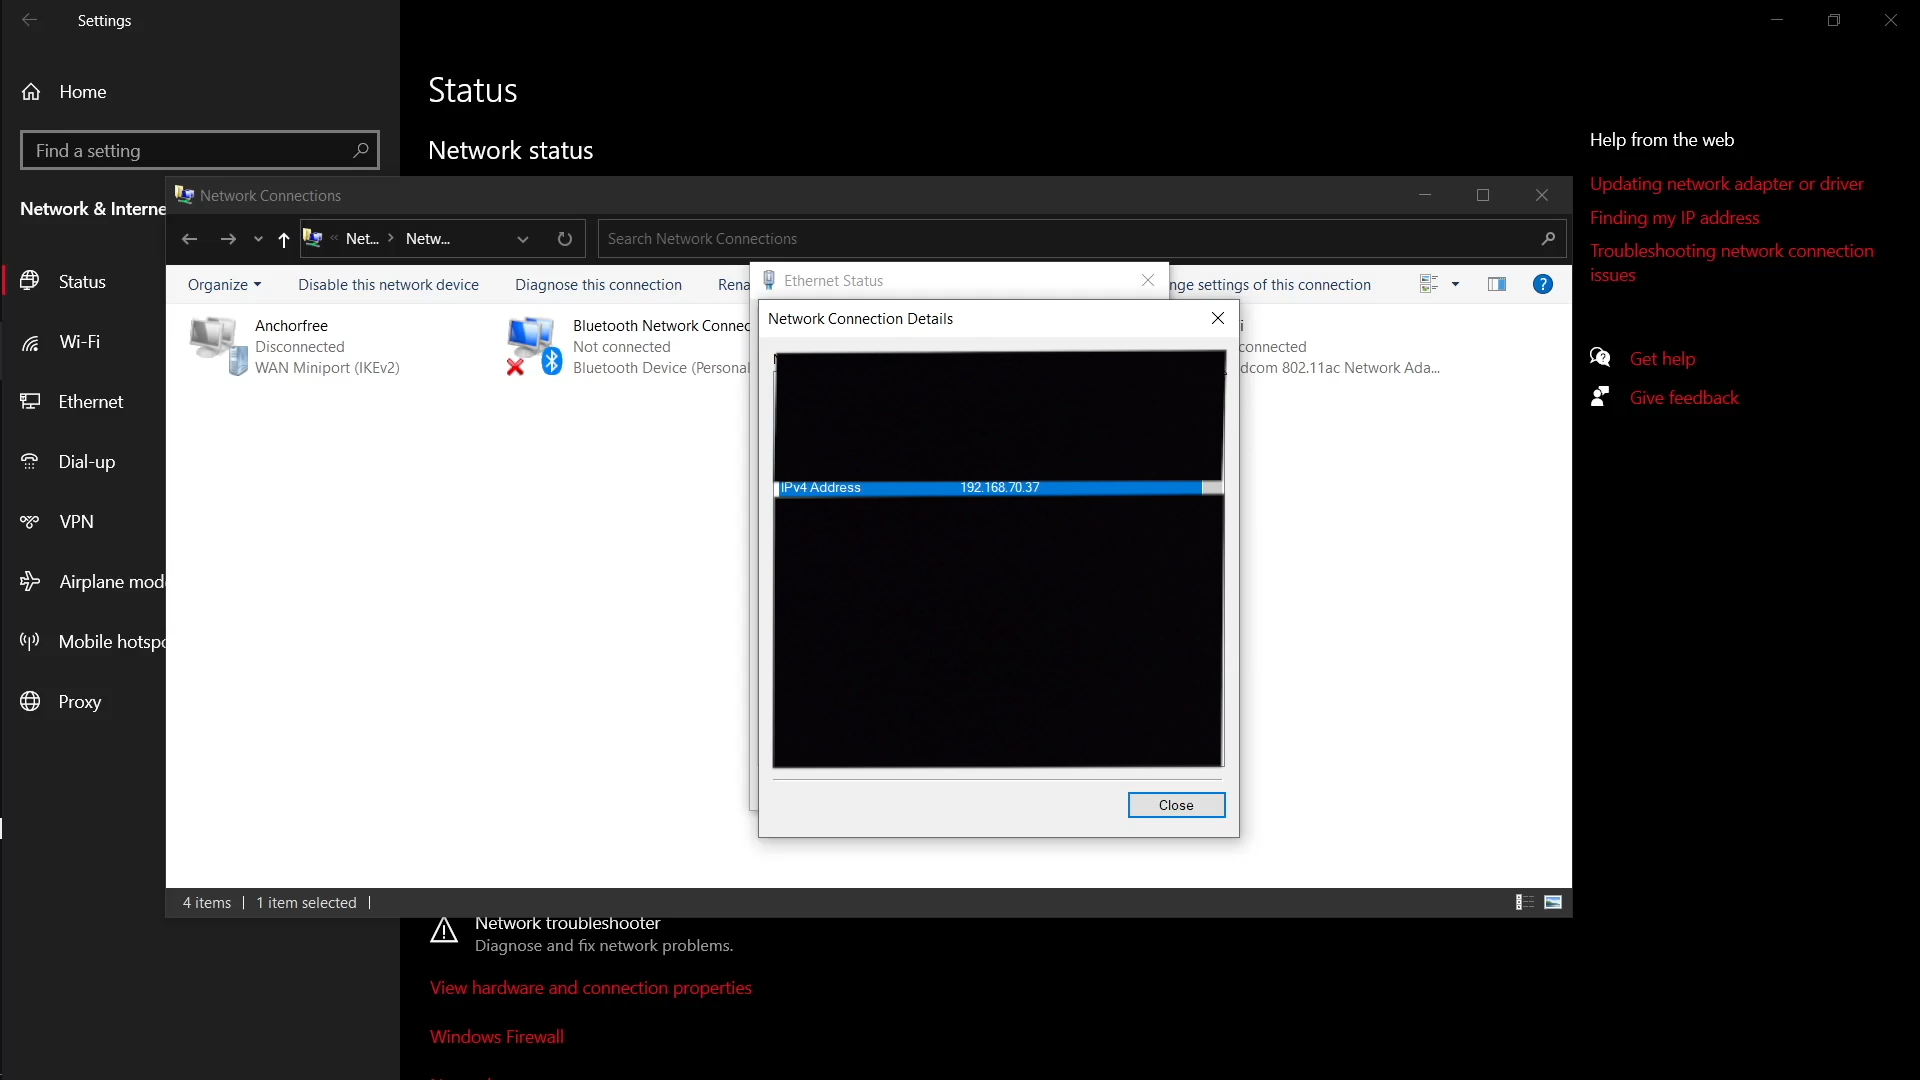 Settings
Home
Find a setting
Network & Interne
Status
Wi-Fi
Ethernet
Dial-up
VPN
Airplane mod
Mobile hotspo
Proxy
Status
Network status
Network Connections
« Net... > Netw...
Search Network Connections
Organize
Disable this network device
Diagnose this connection
Rena
nge settings of this connection
Anchorfree
Disconnected
WAN Miniport (IKEv2)
Bluetooth Network Connec
Not connected
Bluetooth Device (Personal
i
connected
dcom 802.11ac Network Ada...
Ethernet Status
Network Connection Details
IPv4 Address 192.168.70.37
Close
4 items
1 item selected
Network troubleshooter
Diagnose and fix network problems.
View hardware and connection properties
Windows Firewall
Help from the web
Updating network adapter or driver
Finding my IP address
Troubleshooting network connection
issues
Get help
Give feedback